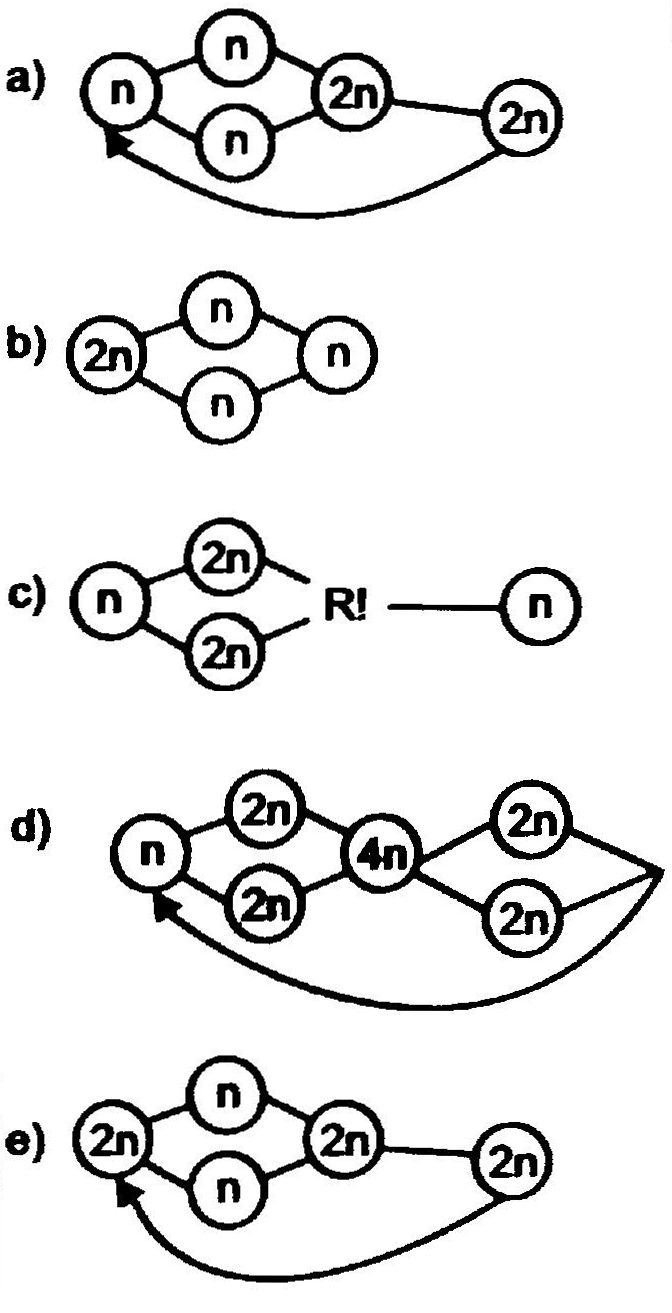 a) n n 2n 2n
n
b) 2n n n
n
c) n 2n R! n
2n
d) n 2n 4n 2n
2n 2n
e) 2n n 2n 2n
n